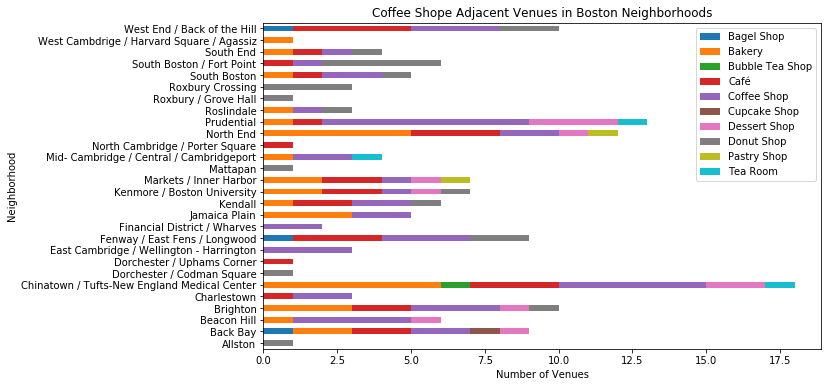 Coffee Shope Adjacent Venues in Boston Neighborhoods
West End / Back of the Hill
West Cambdrige / Harvard Square / Agassiz
South End
South Boston / Fort Point
South Boston
Roxbury Crossing
Roxbury / Grove Hall
Roslindale
Prudential
North End
North Cambridge / Porter Square
Mid- Cambridge / Central / Cambridgeport
Mattapan
Markets / Inner Harbor
Kenmore / Boston University
Kendall
Jamaica Plain
Financial District / Wharves
Fenway / East Fens / Longwood
East Cambridge / Wellington - Harrington
Dorchester / Uphams Corner
Dorchester / Codman Square
Chinatown / Tufts-New England Medical Center
Charlestown
Brighton
Beacon Hill
Back Bay
Allston
Neighborhood
0.0 2.5 5.0 7.5 10.0 12.5 15.0 17.5
Number of Venues
Bagel Shop
Bakery
Bubble Tea Shop
Café
Coffee Shop
Cupcake Shop
Dessert Shop
Donut Shop
Pastry Shop
Tea Room